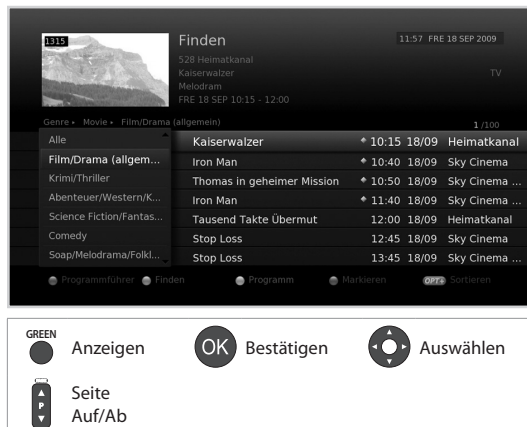 1315
Finden
11:57 FRE 18 SEP 2009
528 Heimatkanal
Kaiserwalzer
TV
Melodram
FRE 18 SEP 10:15 - 12:00
Genre Movie Film/Drama (allgemein)
1 /100
Alle
Kaiserwalzer 10:15 18/09 Heimatkanal
Film/Drama (allgem...
Iron Man 10:40 18/09 Sky Cinema
Krimi/Thriller
Thomas in geheimer Mission 10:50 18/09 Sky Cinema ...
Abenteuer/Western/K...
Iron Man 11:40 18/09 Sky Cinema ...
Science Fiction/Fantas...
Tausend Takte Übermut 12:00 18/09 Heimatkanal
Comedy
Stop Loss 12:45 18/09 Sky Cinema
Soap/Melodrama/Folkl...
Stop Loss 13:45 18/09 Sky Cinema ...
Programmführer Finden Programm Markieren OPT+ Sortieren
GREEN
Anzeigen OK Bestätigen Auswählen
P
Seite
Auf/Ab